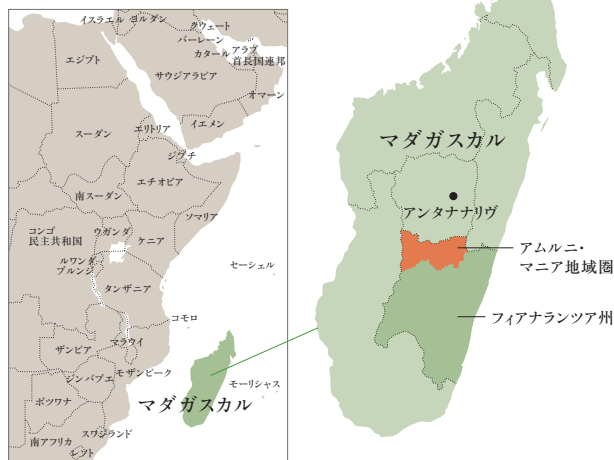 イスラエル ヨルダン
クウェート
バーレーン
カタール アラブ
首長国連邦
エジプト
サウジアラビア
オマーン
スーダン
エリトリア
イエメン
ジブチ
エチオピア
南スーダン
ソマリア
コンゴ
民主共和国
ウガンダ
ケニア
ルワンダ
ブルンジ
セーシェル
タンザニア
コモロ
マラウイ
ザンビア
モザンビーク
ジンバブエ
モーリシャス
ボツワナ
マダガスカル
スワジランド
南アフリカ
レソト
マダガスカル
アンタナナリヴ
アムルニ・
マニア地域圏
フィアナランツア州